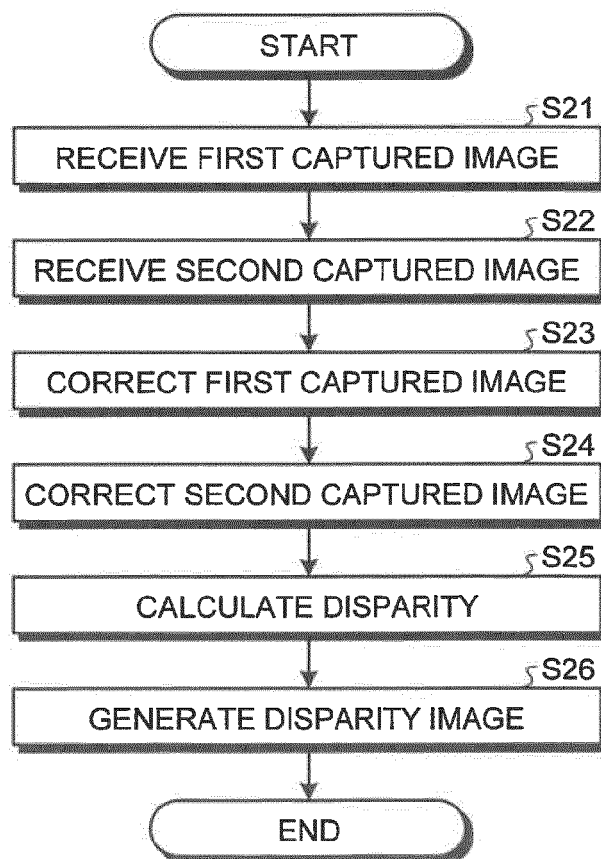 START
S21
RECEIVE FIRST CAPTURED IMAGE
S22
RECEIVE SECOND CAPTURED IMAGE
S23
CORRECT FIRST CAPTURED IMAGE
S24
CORRECT SECOND CAPTURED IMAGE
S25
CALCULATE DISPARITY
S26
GENERATE DISPARITY IMAGE
END